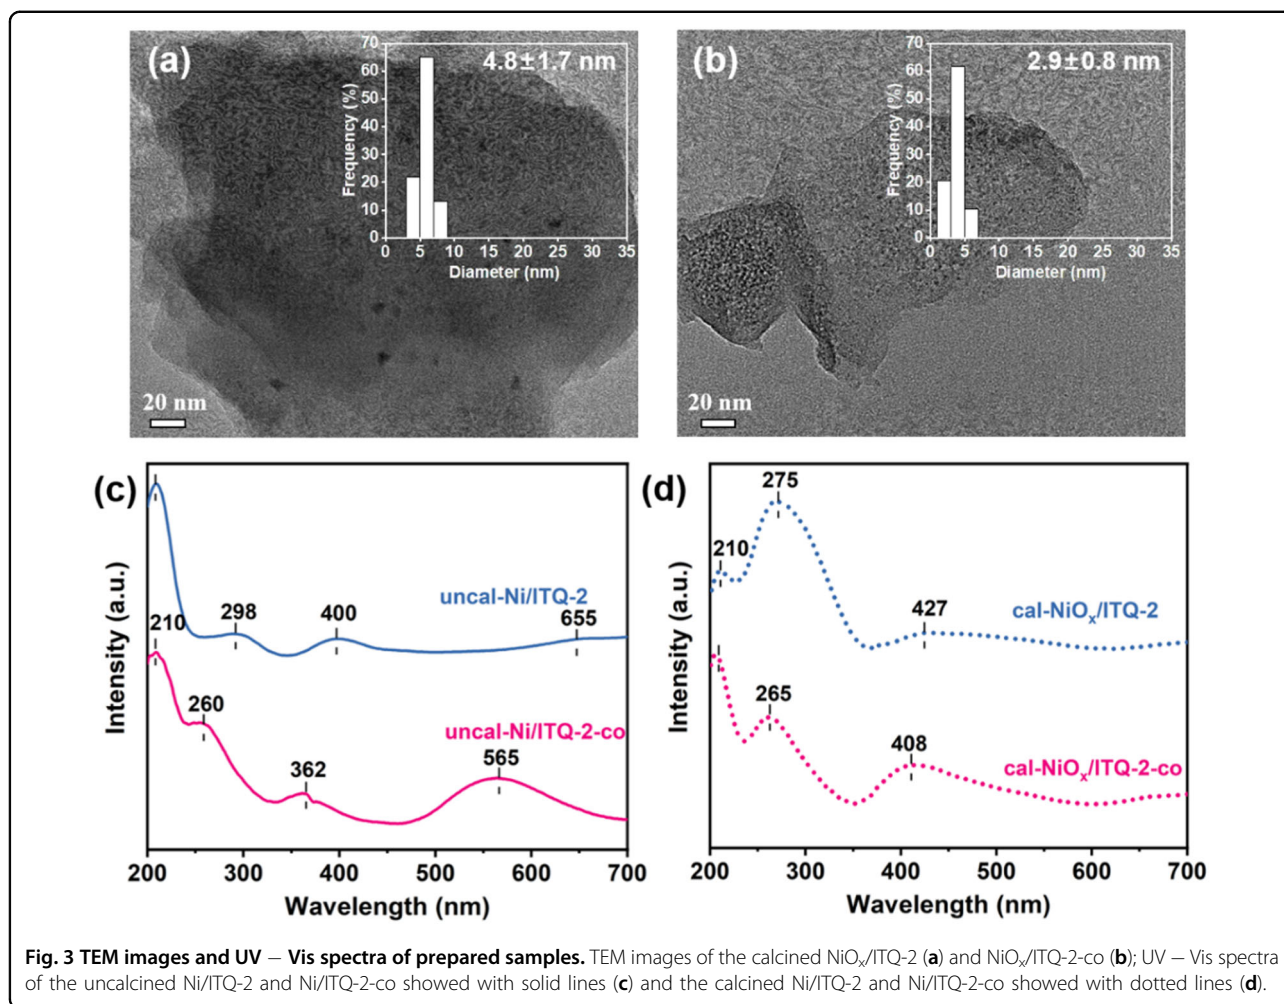 (a)
4.8±1.7 nm
Frequency (%)
70
60
50
40
30
20
10
0
0 5 10 15 20 25 30 35
Diameter (nm)
20 nm
(b)
2.9±0.8 nm
Frequency (%)
70
60
50
40
30
20
10
0
0 5 10 15 20 25 30 35
Diameter (nm)
20 nm
(c)
Intensity (a.u.)
210
298
400
655
uncal-Ni/ITQ-2
260
362
565
uncal-Ni/ITQ-2-co
200 300 400 500 600 700
Wavelength (nm)
(d)
Intensity (a.u.)
275
210
427
cal-NiOx/ITQ-2
265
408
cal-NiOx/ITQ-2-co
200 300 400 500 600 700
Wavelength (nm)
Fig. 3 TEM images and UV – Vis spectra of prepared samples. TEM images of the calcined NiOx/ITQ-2 (a) and NiOx/ITQ-2-co (b); UV – Vis spectra
of the uncalcined Ni/ITQ-2 and Ni/ITQ-2-co showed with solid lines (c) and the calcined Ni/ITQ-2 and Ni/ITQ-2-co showed with dotted lines (d).